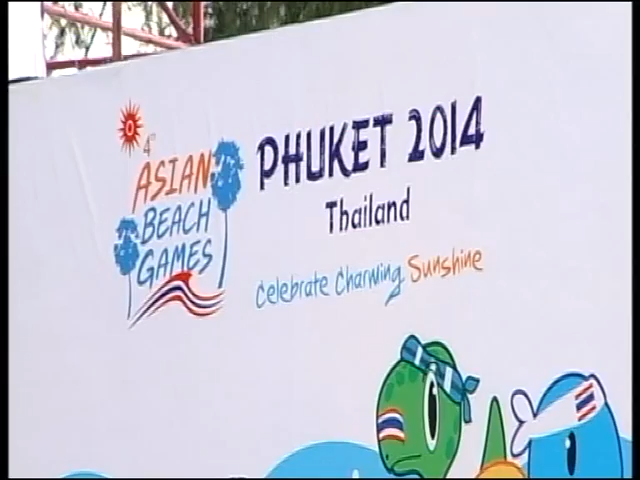 4th
ASIAN
BEACH
GAMES
PHUKET 2014
Thailand
Celebrate Charming Sunshine